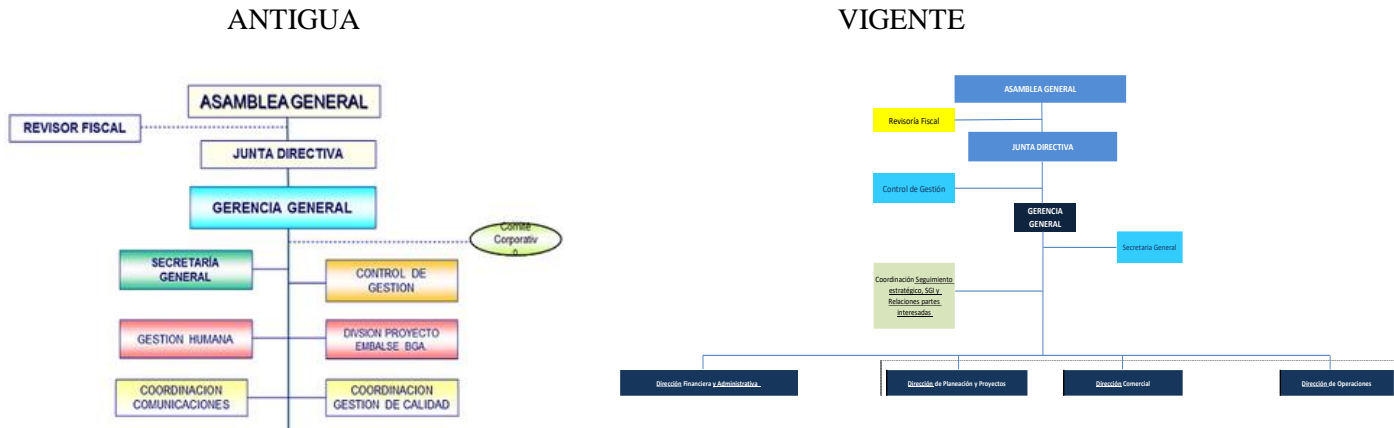 ANTIGUA
VIGENTE
ASAMBLEA GENERAL
REVISOR FISCAL
JUNTA DIRECTIVA
GERENCIA GENERAL
Comité
Corporativ
o
SECRETARÍA
GENERAL
CONTROL DE
GESTION
GESTION HUMANA
DIVSION PROYECTO
EMBALSE BGA.
COORDINACION
COMUNICACIONES
COORDINACION
GESTION DE CALIDAD
ASAMBLEA GENERAL
Revisoría Fiscal
JUNTA DIRECTIVA
Control de Gestión
GERENCIA
GENERAL
Secretaria General
Coordinación Seguimiento
estratégico, SGI y
Relaciones partes
interesadas
Dirección Financiera y Administrativa
Dirección de Planeación y Proyectos
Dirección Comercial
Dirección de Operaciones